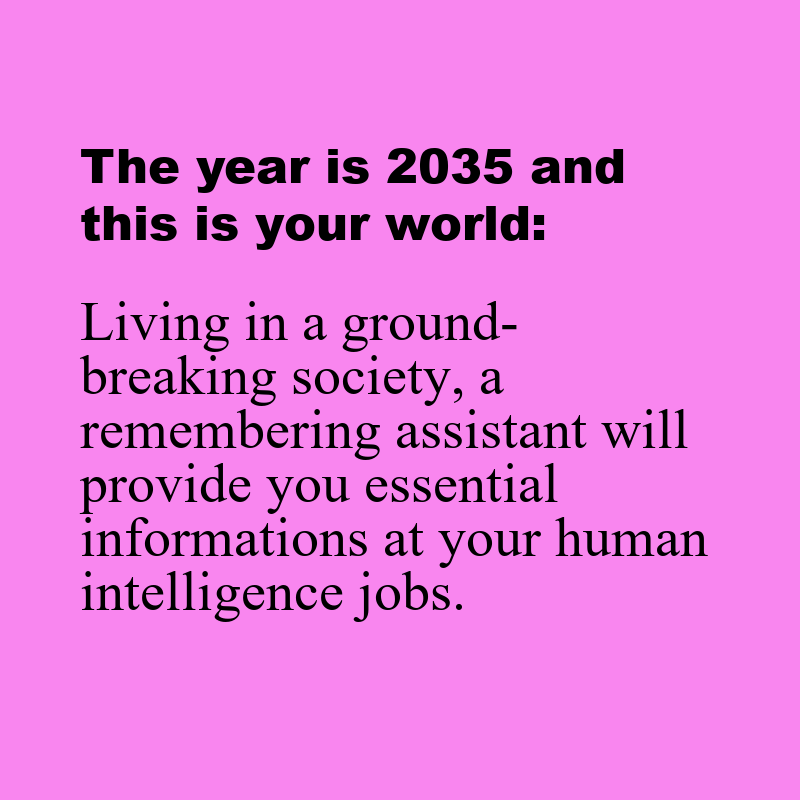 The year is 2035 and
this is your world:
Living in a ground-
breaking society, a
remembering assistant will
provide you essential
informations at your human
intelligence jobs.